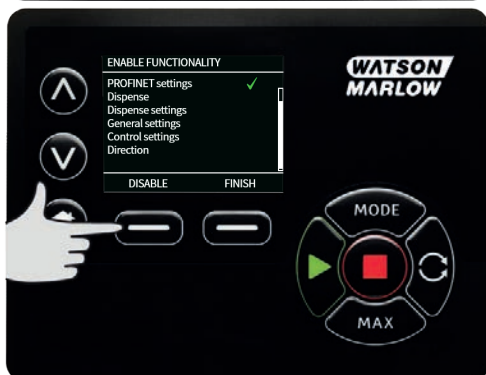 ENABLE FUNCTIONALITY
WATSON
MARLOW
PROFINET settings
Dispense
Dispense settings
General settings
Control settings
Direction
DISABLE FINISH
MODE
MAX